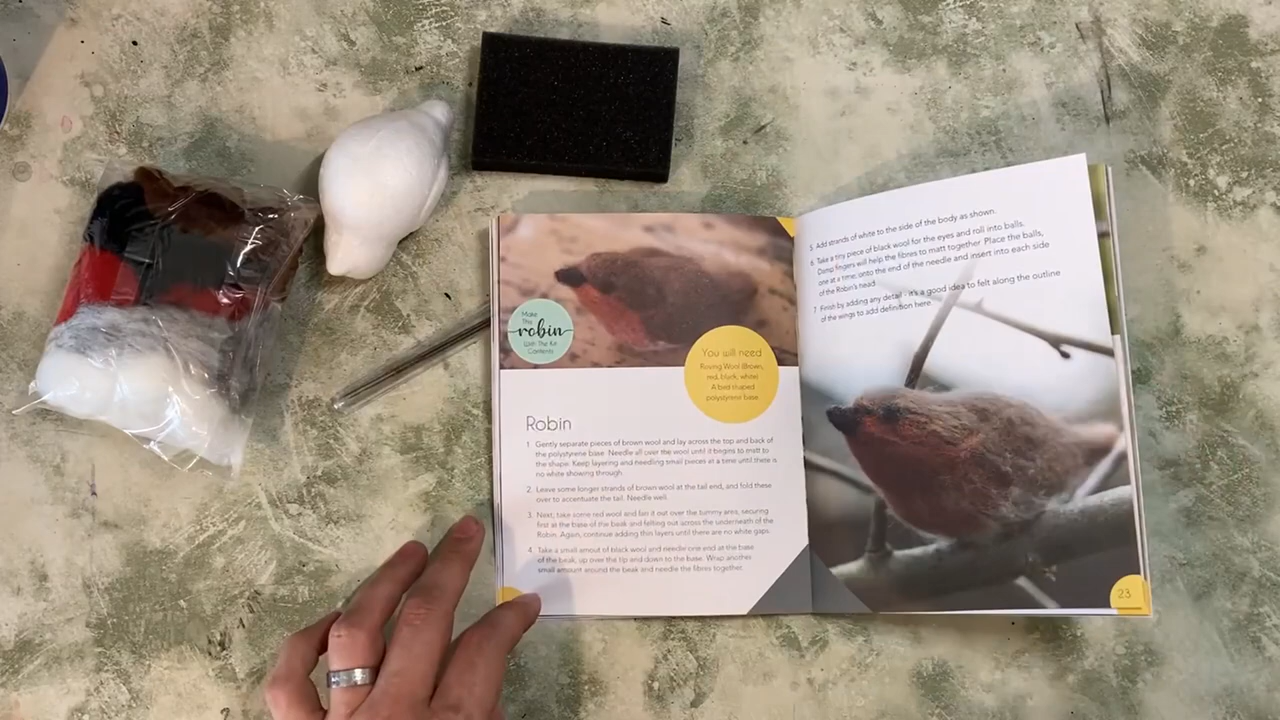 Make
This
robin
With The Kit
Contents
You will need
Roving Wool (brown,
red, black, white)
A bird shaped
polystyrene base
Robin
1. Gently separate pieces of brown wool and lay across the top and back of
the polystyrene base. Needle all over the wool until it begins to matt to
the shape. Keep layering and needling small pieces at a time until there is
no white showing through.
2. Leave some longer strands of brown wool at the tail end, and fold these
over to accentuate the tail. Needle well.
3. Next, take some red wool and fan it out over the tummy area, securing
first at the base of the beak and felting out across the underneath of the
Robin. Again, continue adding thin layers until there are no white gaps.
4. Take a small amout of black wool and needle one end at the base
of the beak, up over the tip and down to the base. Wrap another
small amount around the beak and needle the fibres together.
5. Add strands of white to the side of the body as shown.
6. Take a tiny piece of black wool for the eyes and roll into balls.
Damp fingers will help the fibres to matt together. Place the balls,
one at a time, onto the end of the needle and insert into each side
of the Robin's head.
7. Finish by adding any detail - it's a good idea to felt along the outline
of the wings to add definition here.
23